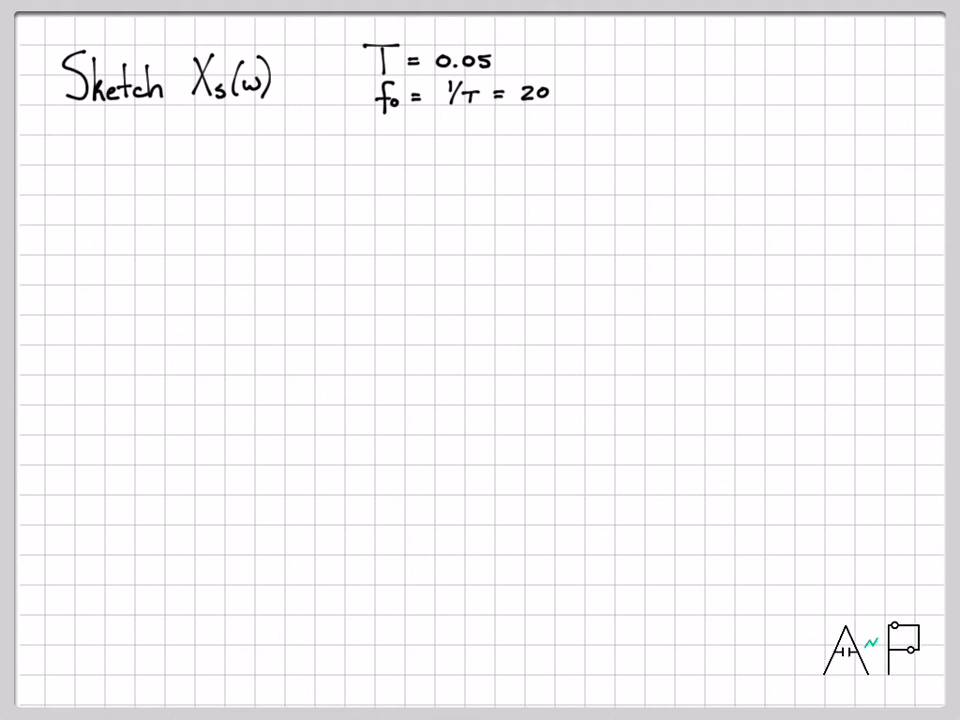 Sketch Xs(ω)
T = 0.05
f₀ = 1/T = 20
A P